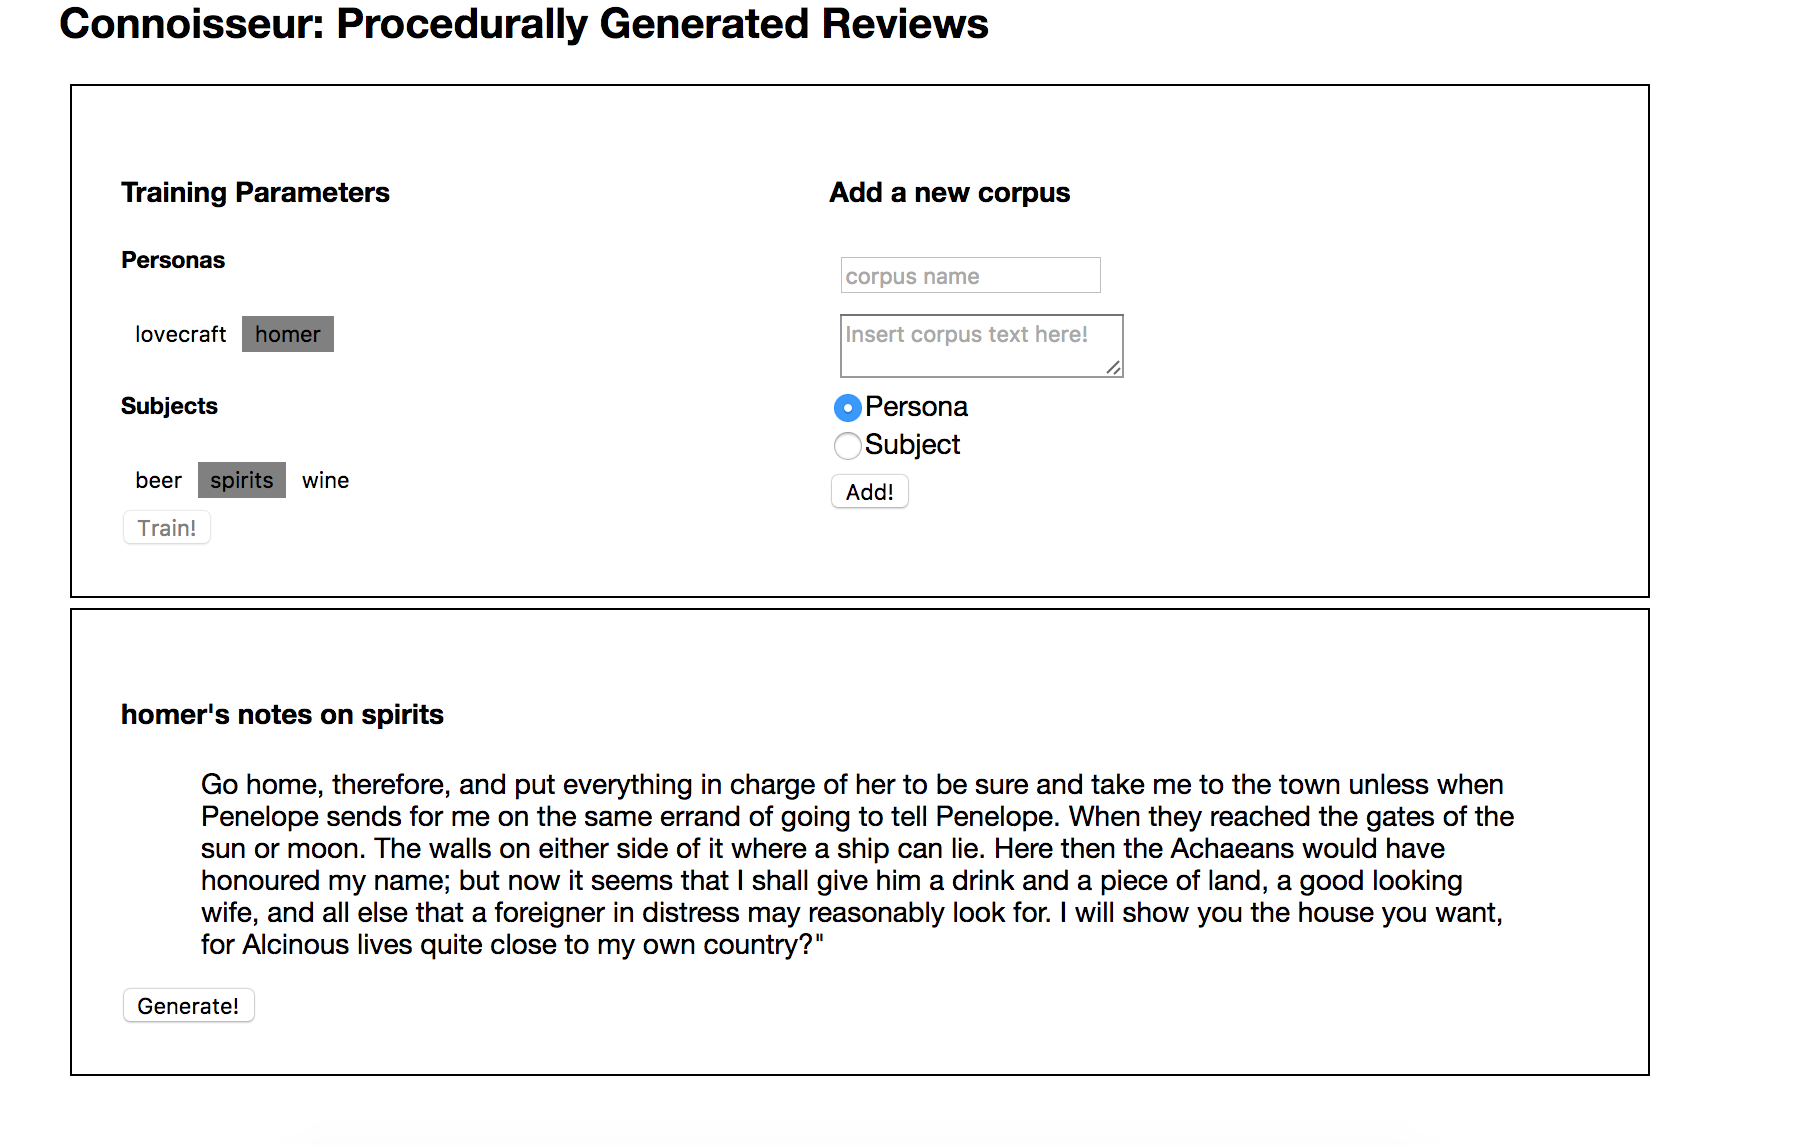 Connoisseur: Procedurally Generated Reviews
Training Parameters
Personas
lovecraft homer
Subjects
beer spirits wine
Train!
Add a new corpus
corpus name
Insert corpus text here!
Persona
Subject
Add!
homer's notes on spirits
Go home, therefore, and put everything in charge of her to be sure and take me to the town unless when
Penelope sends for me on the same errand of going to tell Penelope. When they reached the gates of the
sun or moon. The walls on either side of it where a ship can lie. Here then the Achaeans would have
honoured my name; but now it seems that I shall give him a drink and a piece of land, a good looking
wife, and all else that a foreigner in distress may reasonably look for. I will show you the house you want,
for Alcinous lives quite close to my own country?"
Generate!